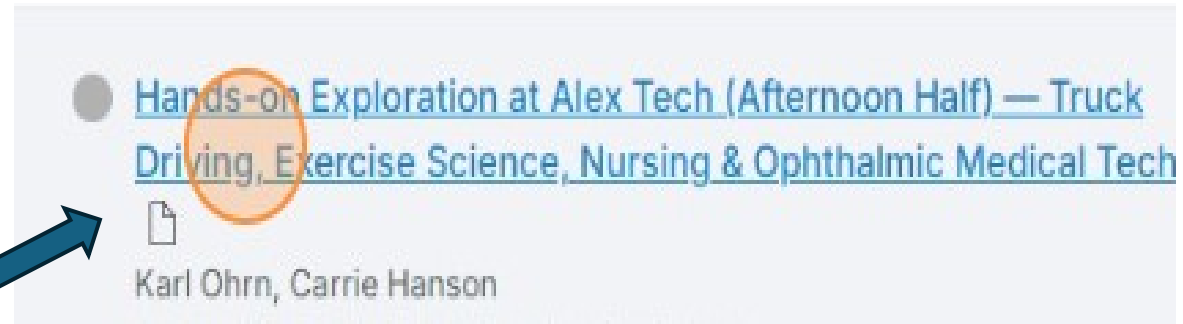 Hands-on Exploration at Alex Tech (Afternoon Half) — Truck
Driving, Exercise Science, Nursing & Ophthalmic Medical Tech
Karl Ohrn, Carrie Hanson